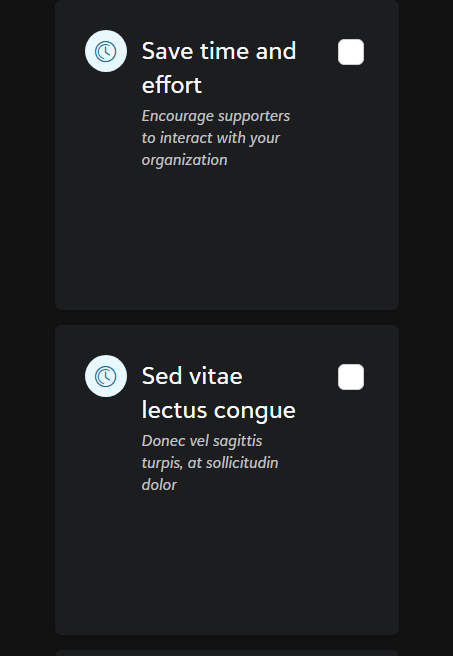 Save time and
effort
Encourage supporters
to interact with your
organization
Sed vitae
lectus congue
Donec vel sagittis
turpis, at sollicitudin
dolor